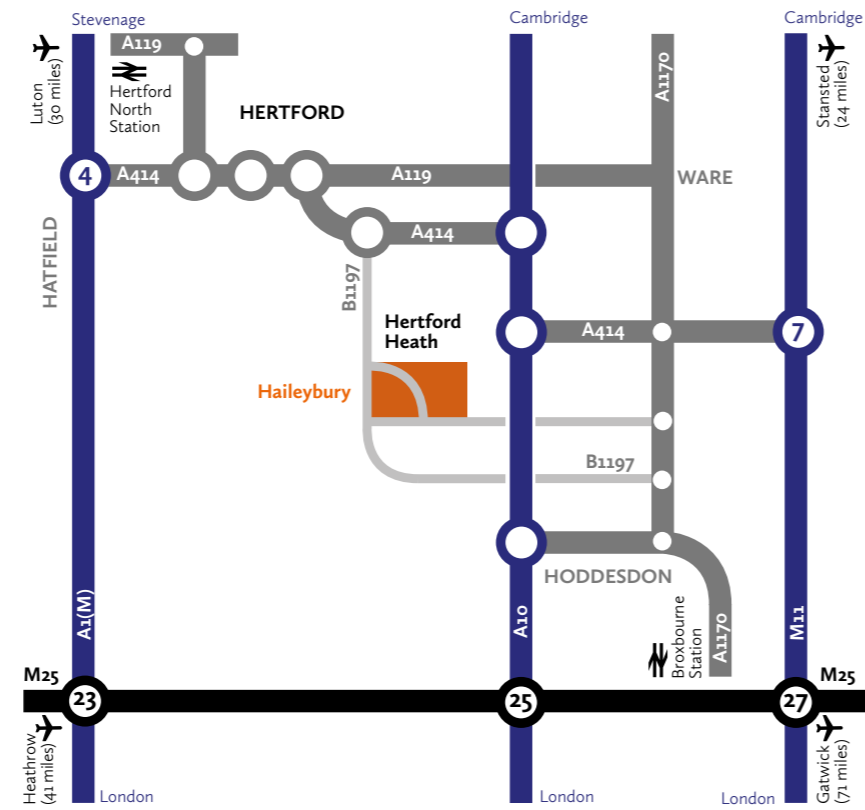 Stevenage
Cambridge
Cambridge
A119
Luton
(30 miles)
Hertford
North
Station
HERTFORD
A1170
Stansted
(24 miles)
4
A414
A119
WARE
HATFIELD
A414
B1197
Hertford
Heath
A414
7
Haileybury
B1197
HODDESDON
A1(M)
A10
Broxbourne
Station
A1170
M11
M25
M25
23
25
27
Heathrow
(41 miles)
Gatwick
(71 miles)
London
London
London